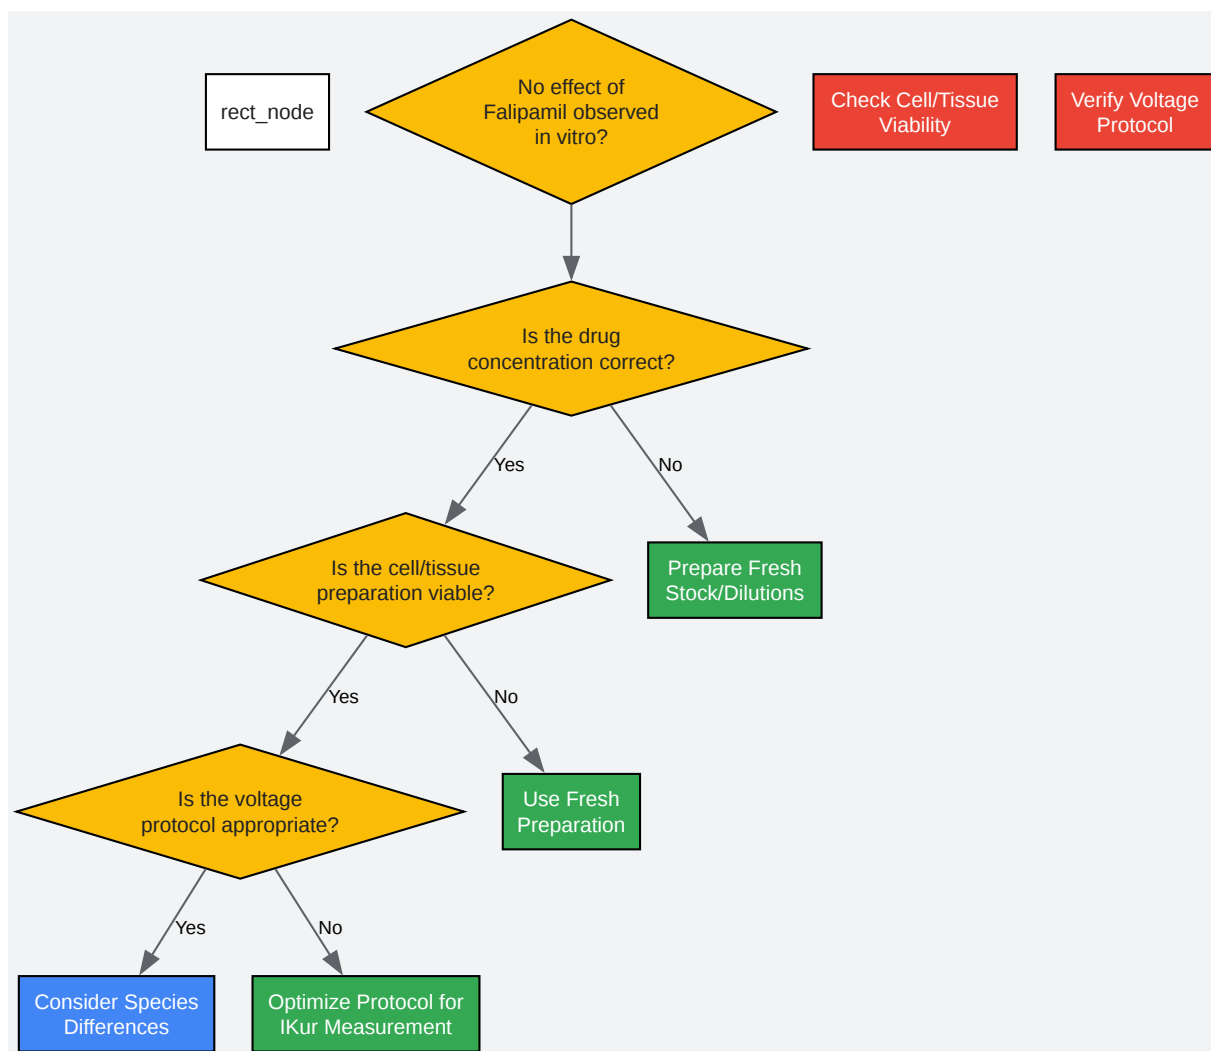 rect_node
No effect of
Falipamil observed
in vitro?
Check Cell/Tissue
Viability
Verify Voltage
Protocol
Is the drug
concentration correct?
Yes
No
Is the cell/tissue
preparation viable?
Prepare Fresh
Stock/Dilutions
Yes
No
Is the voltage
protocol appropriate?
Use Fresh
Preparation
Yes
No
Consider Species
Differences
Optimize Protocol for
IKur Measurement